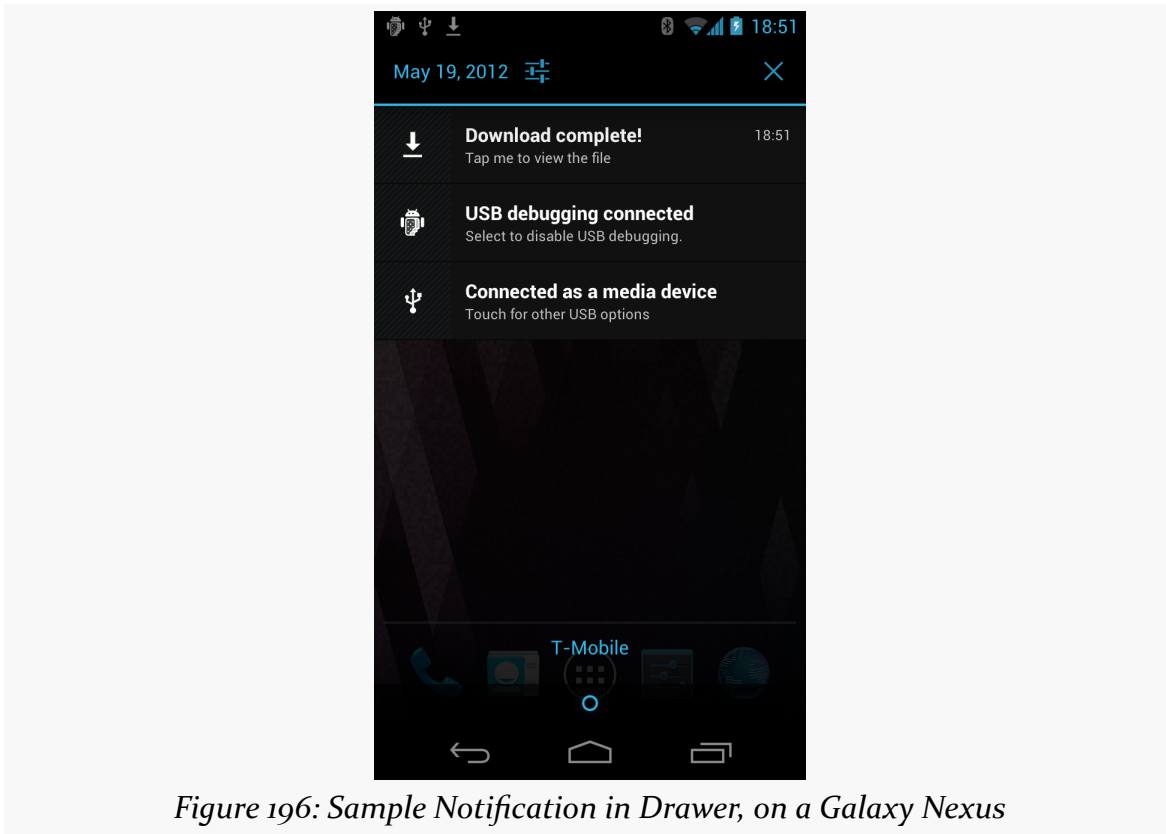 18:51
May 19, 2012
Download complete!
18:51
Tap me to view the file
USB debugging connected
Select to disable USB debugging.
Connected as a media device
Touch for other USB options
T-Mobile
Figure 196: Sample Notification in Drawer, on a Galaxy Nexus